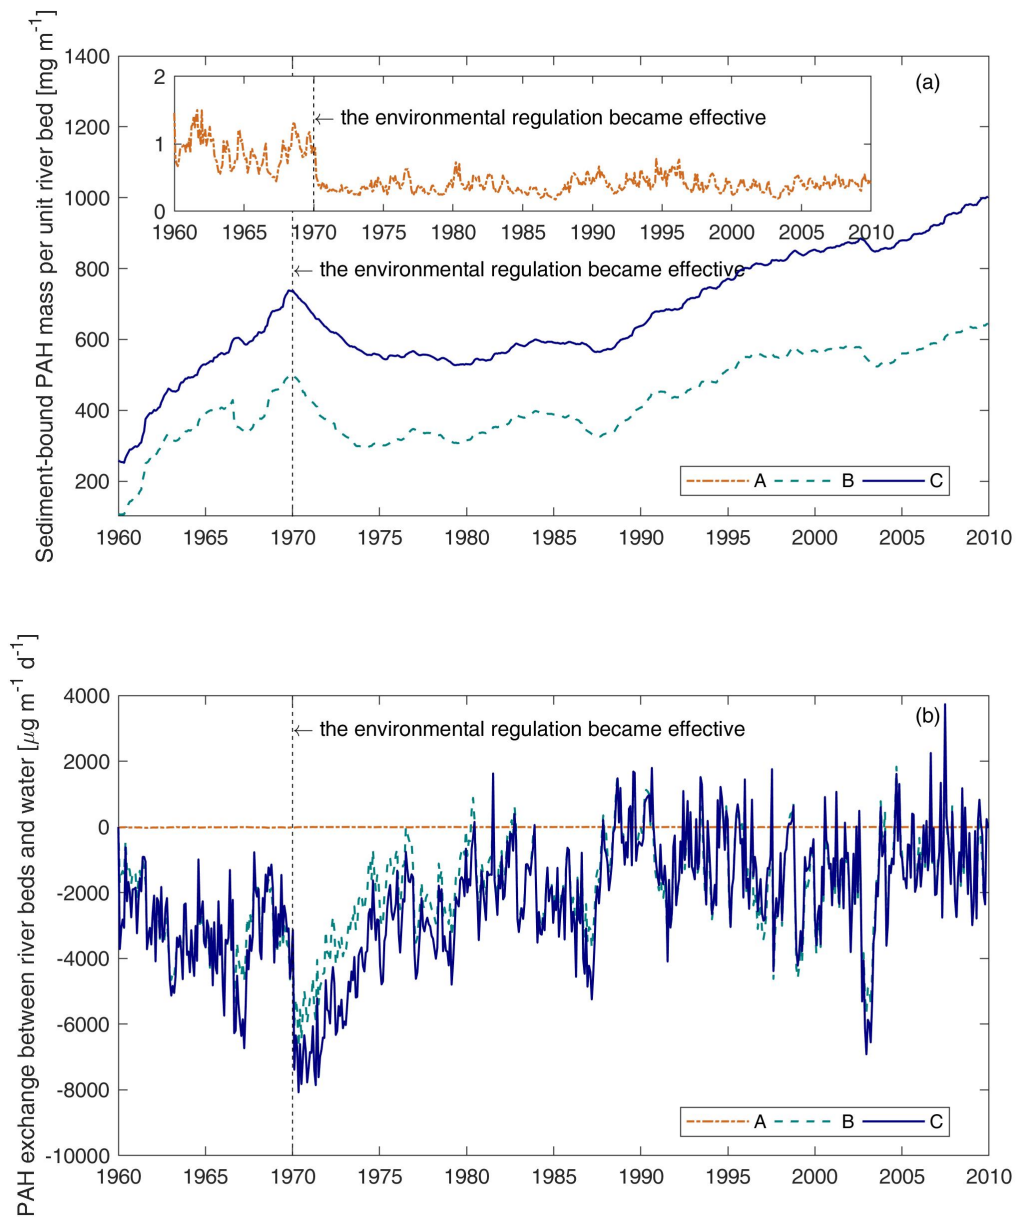 Sediment-bound PAH mass per unit river bed [mg m⁻¹]
1400
1200
1000
800
600
400
200
(a)
2
1
0
← the environmental regulation became effective
1960 1965 1970 1975 1980 1985 1990 1995 2000 2005 2010
← the environmental regulation became effective
A B C
1960 1965 1970 1975 1980 1985 1990 1995 2000 2005 2010
PAH exchange between river beds and water [μg m⁻¹ d⁻¹]
4000
2000
0
-2000
-4000
-6000
-8000
-10000
(b)
← the environmental regulation became effective
A B C
1960 1965 1970 1975 1980 1985 1990 1995 2000 2005 2010